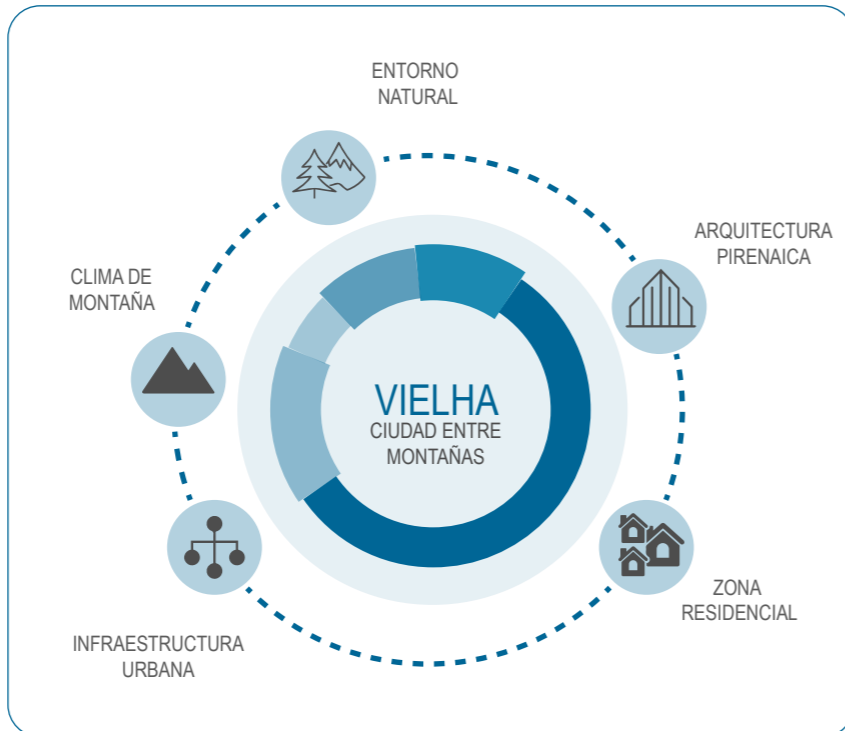 ENTORNO
NATURAL
ARQUITECTURA
PIRENAICA
CLIMA DE
MONTAÑA
VIELHA
CIUDAD ENTRE
MONTAÑAS
ZONA
RESIDENCIAL
INFRAESTRUCTURA
URBANA